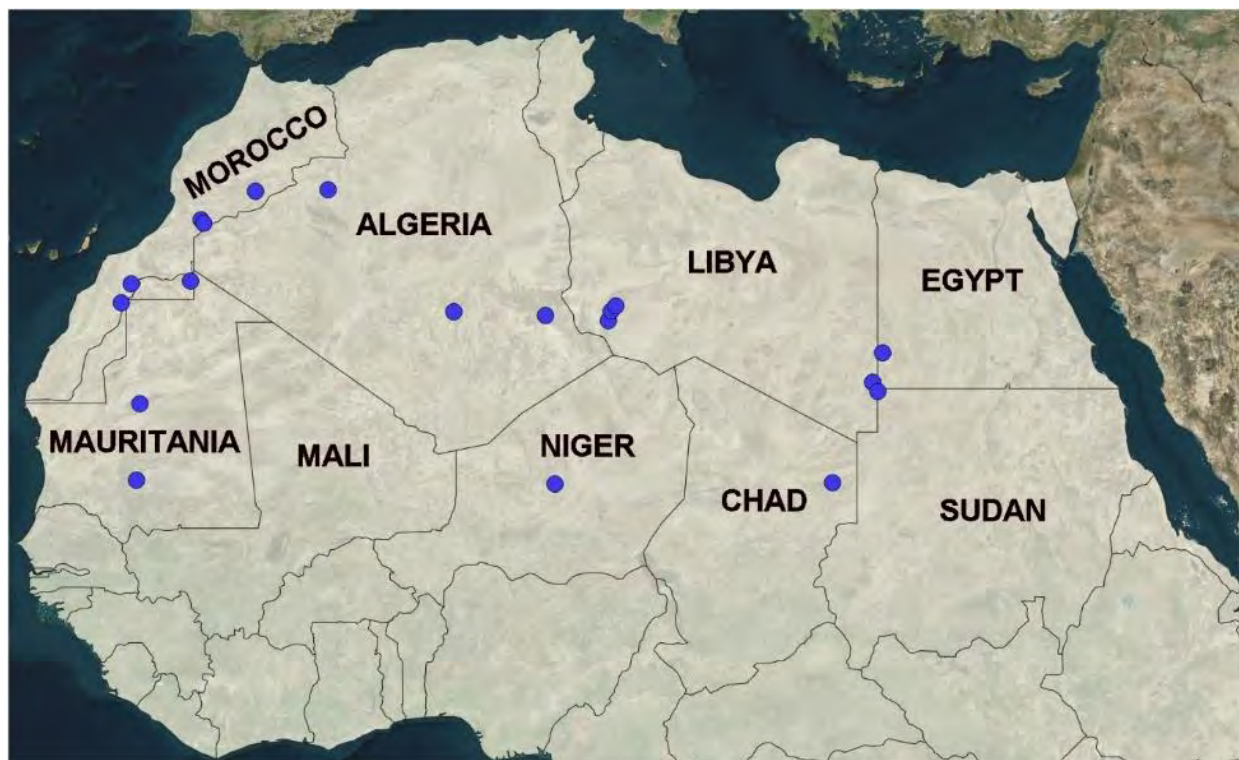 MOROCCO
ALGERIA
LIBYA
EGYPT
MAURITANIA
MALI
NIGER
CHAD
SUDAN